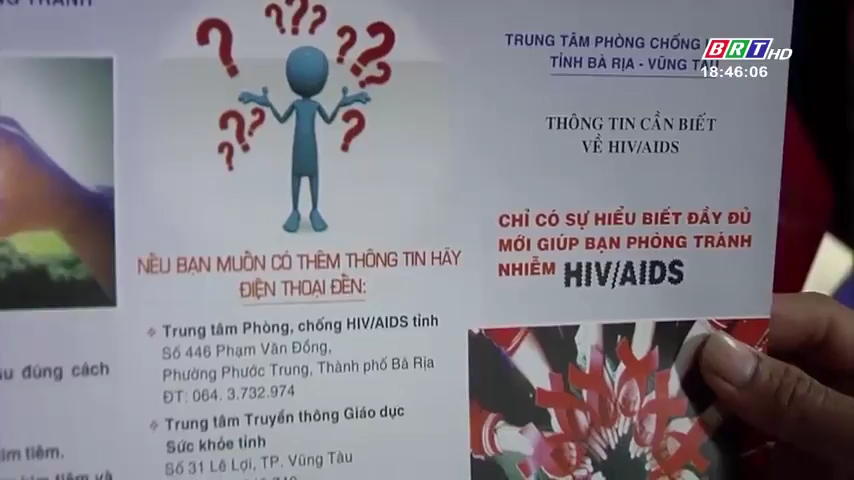 BRT HD
18:46:06
u đúng cách
im tiêm.
kim tiêm và
NẾU BẠN MUỐN CÓ THÊM THÔNG TIN HÃY
ĐIỆN THOẠI ĐẾN:
Trung tâm Phòng, chống HIV/AIDS tỉnh
Số 446 Phạm Văn Đồng,
Phường Phước Trung, Thành phố Bà Rịa
ĐT: 064. 3.732.974
Trung tâm Truyền thông Giáo dục
Sức khỏe tỉnh
Số 31 Lê Lợi, TP. Vũng Tàu
TRUNG TÂM PHÒNG CHỐNG
TỈNH BÀ RỊA - VŨNG TÀU
THÔNG TIN CẦN BIẾT
VỀ HIV/AIDS
CHỈ CÓ SỰ HIỂU BIẾT ĐẦY ĐỦ
MỚI GIÚP BẠN PHÒNG TRÁNH
NHIỄM HIV/AIDS